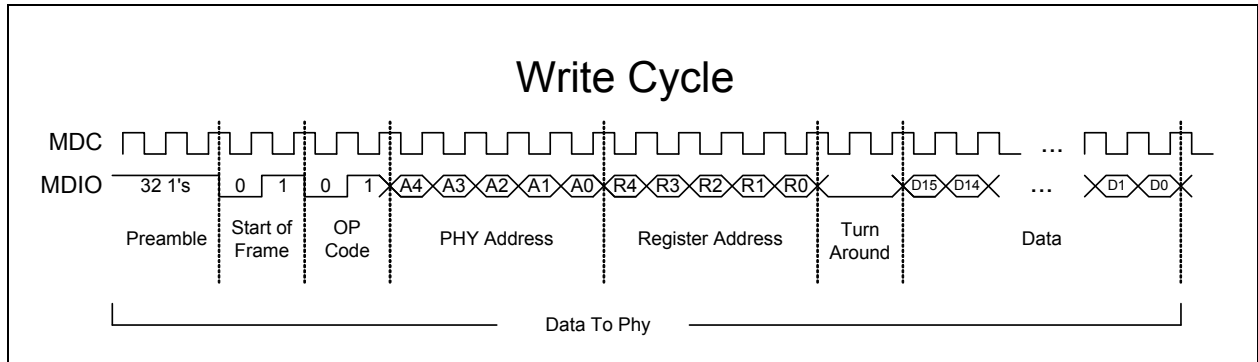 Write Cycle
MDC ...
MDIO 32 1's 0 1 0 1 A4 A3 A2 A1 A0 R4 R3 R2 R1 R0 D15 D14 ... D1 D0
Preamble Start of Frame OP Code PHY Address Register Address Turn Around Data
Data To Phy